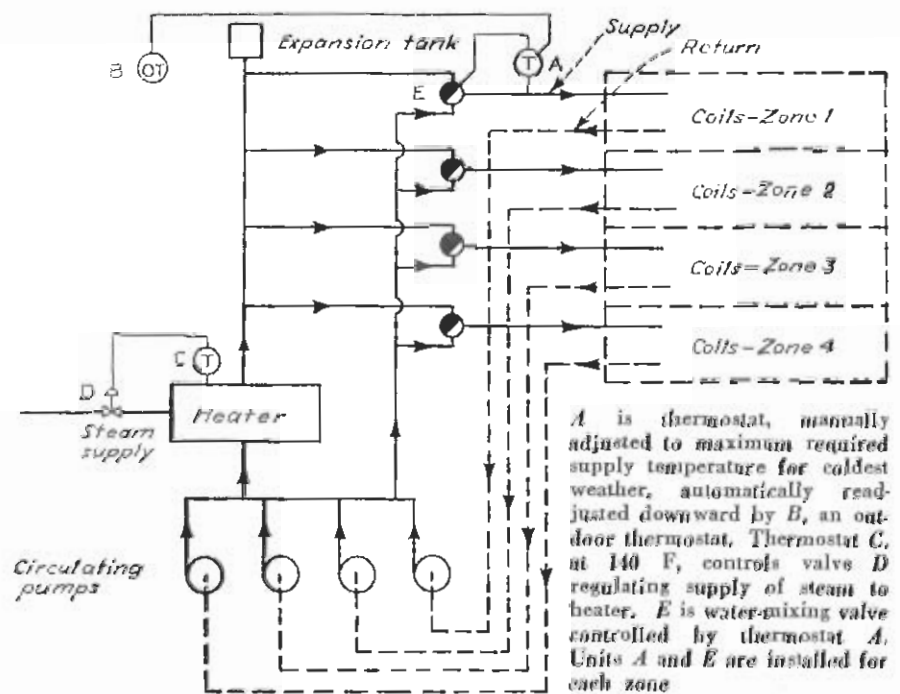 Expansion tank
Supply
Return
B
OT
T
A
E
Coils-Zone 1
Coils-Zone 2
Coils-Zone 3
Coils-Zone 4
C
T
D
Heater
Steam
supply
Circulating
pumps
A is thermostat, manually
adjusted to maximum required
supply temperature for coldest
weather, automatically read-
justed downward by B, an out-
door thermostat. Thermostat C,
at 140 F, controls valve D
regulating supply of steam to
heater. E is water-mixing valve
controlled by thermostat A.
Units A and E are installed for
each zone